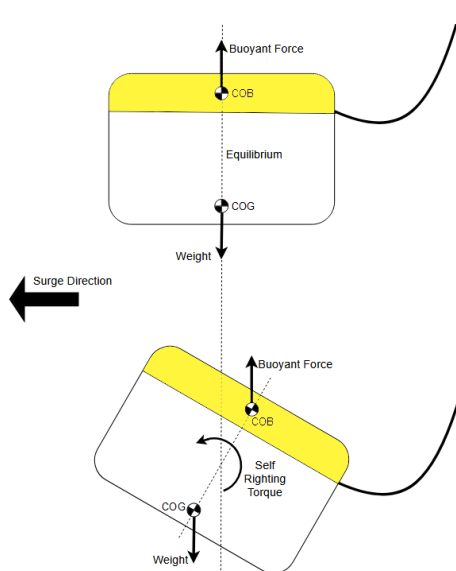 Buoyant Force
COB
Equilibrium
COG
Weight
Surge Direction
Buoyant Force
COB
Self
Righting
Torque
COG
Weight